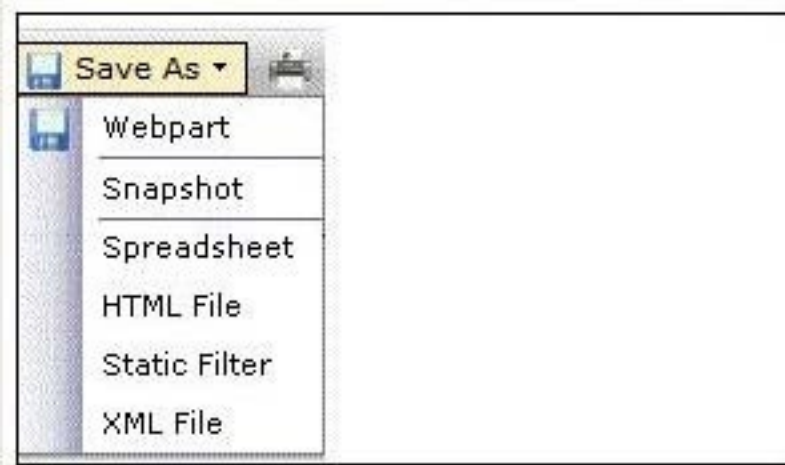 Save As
Webpart
Snapshot
Spreadsheet
HTML File
Static Filter
XML File